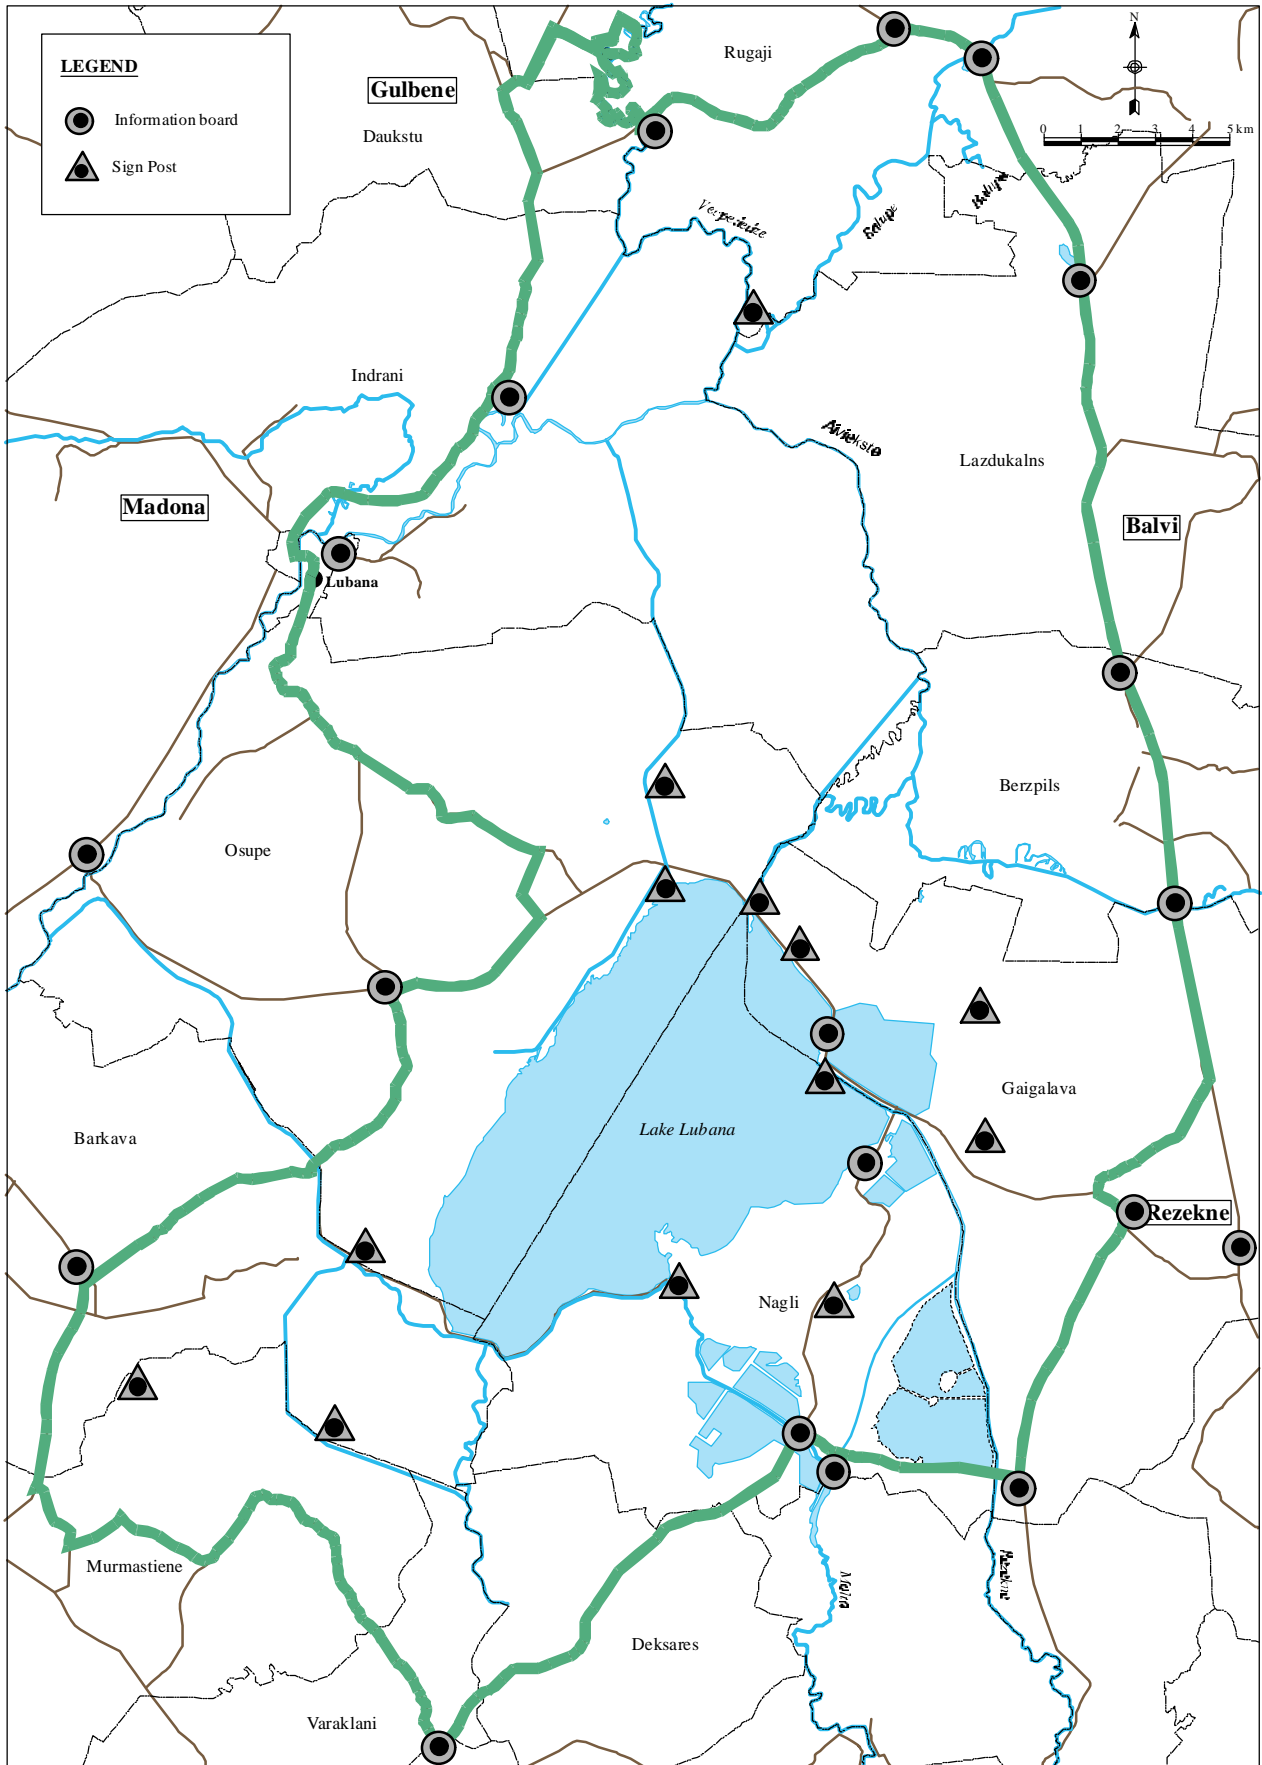 N
Rugaji
LEGEND
Gulbene
Information board
Daukstu
0 1 2 3 4 5 km
Sign Post
Indrani
Lazdukalns
Madona
Balvi
Lubana
Berzpils
Osupe
Gaigalava
Lake Lubana
Barkava
Rezekne
Nagli
Murmastiene
Rezekne
Deksares
Varaklani